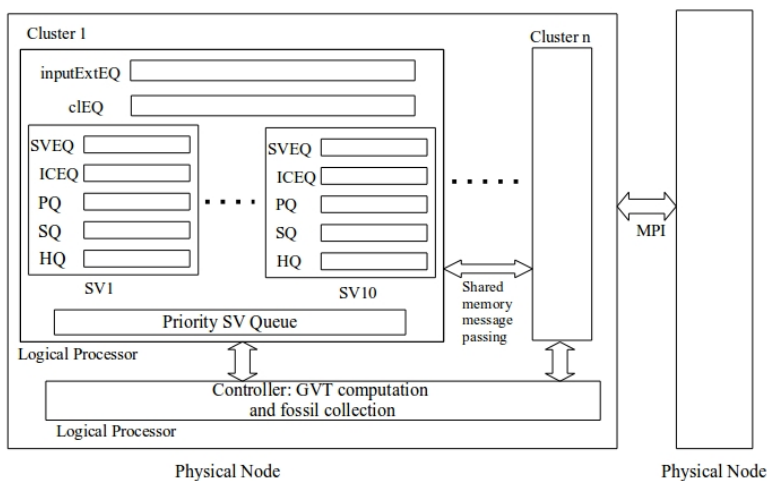 Cluster 1
Cluster n
inputExtEQ
clEQ
SVEQ
ICEQ
PQ
SQ
HQ
SV1
SVEQ
ICEQ
PQ
SQ
HQ
SV10
Priority SV Queue
Logical Processor
Shared
memory
message
passing
MPI
Controller: GVT computation
and fossil collection
Logical Processor
Physical Node
Physical Node